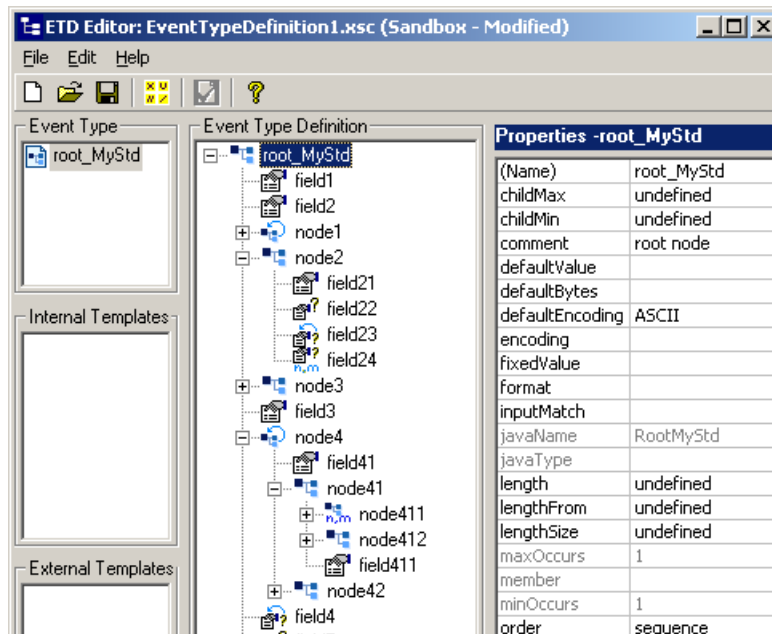 ETD Editor: EventTypeDefinition1.xsc (Sandbox - Modified)
File Edit Help
Event Type
root_MyStd
Internal Templates
External Templates
Event Type Definition
root_MyStd
field1
field2
node1
node2
field21
field22
field23
field24
n,m
node3
field3
node4
field41
node41
n,m node411
node412
field411
node42
field4
Properties -root_MyStd
(Name) root_MyStd
childMax undefined
childMin undefined
comment root node
defaultValue
defaultBytes
defaultEncoding ASCII
encoding
fixedValue
format
inputMatch
javaName RootMyStd
javaType
length undefined
lengthFrom undefined
lengthSize undefined
maxOccurs 1
member
minOccurs 1
order sequence